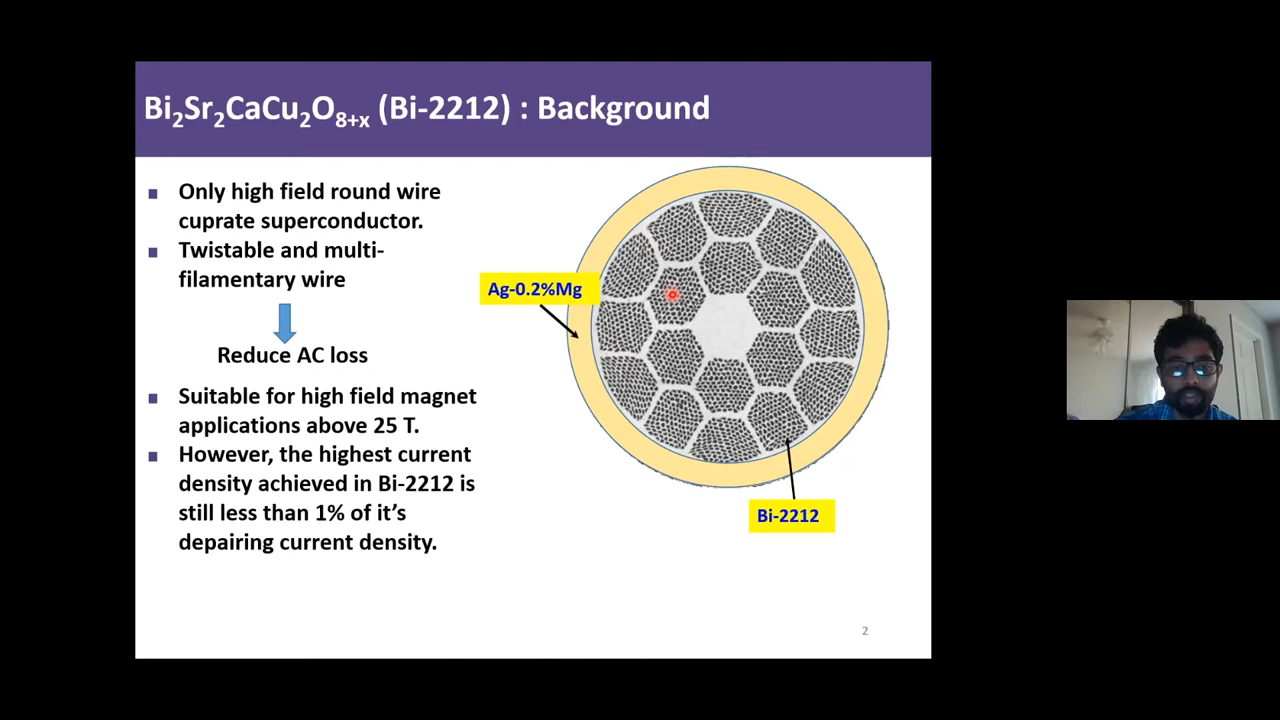 Bi₂Sr₂CaCu₂O₈₊ₓ (Bi-2212) : Background
Only high field round wire
cuprate superconductor.
Twistable and multi-
filamentary wire
Reduce AC loss
Suitable for high field magnet
applications above 25 T.
However, the highest current
density achieved in Bi-2212 is
still less than 1% of it's
depairing current density.
Ag-0.2%Mg
Bi-2212
2